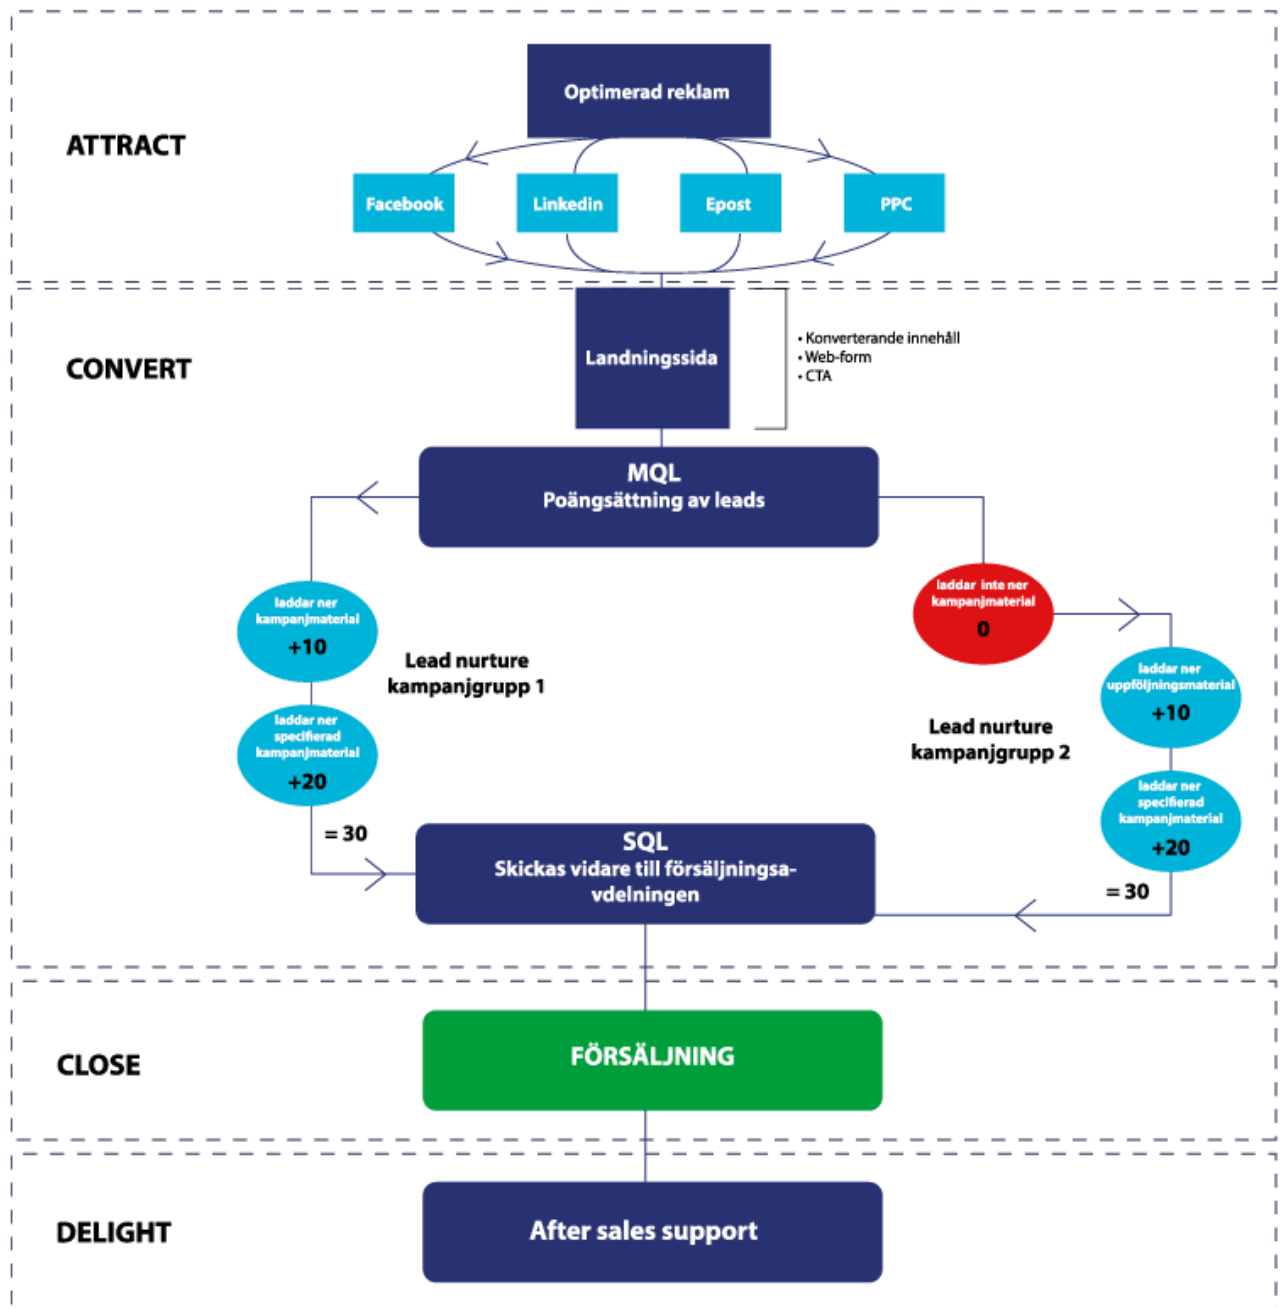 Optimerad reklam
ATTRACT
Facebook
Linkedin
Epost
PPC
Landningssida
• Konverterande innehåll
• Web-form
• CTA
CONVERT
MQL
Poängsättning av leads
laddar ner
kampanjmaterial
+10
Lead nurture
kampanjgrupp 1
laddar ner
specifierad
kampanjmaterial
+20
= 30
laddar inte ner
kampanjmaterial
0
laddar ner
uppföljningsmaterial
+10
Lead nurture
kampanjgrupp 2
laddar ner
specifierad
kampanjmaterial
+20
= 30
SQL
Skickas vidare till försäljningsa-
vdelningen
CLOSE
FÖRSÄLJNING
DELIGHT
After sales support